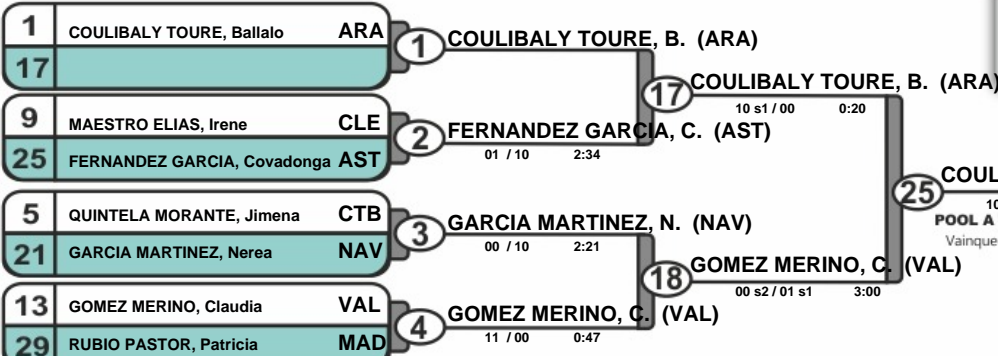 1 COULIBALY TOURE, Ballalo ARA
17
1 COULIBALY TOURE, B. (ARA)
9 MAESTRO ELIAS, Irene CLE
25 FERNANDEZ GARCIA, Covadonga AST
2 FERNANDEZ GARCIA, C. (AST)
01 / 10 2:34
17 COULIBALY TOURE, B. (ARA)
10 s1 / 00 0:20
5 QUINTELA MORANTE, Jimena CTB
21 GARCIA MARTINEZ, Nerea NAV
3 GARCIA MARTINEZ, N. (NAV)
00 / 10 2:21
13 GOMEZ MERINO, Claudia VAL
29 RUBIO PASTOR, Patricia MAD
4 GOMEZ MERINO, C. (VAL)
11 / 00 0:47
18 GOMEZ MERINO, C. (VAL)
00 s2 / 01 s1 3:00
25 COUL
10
POOL A
Vainque